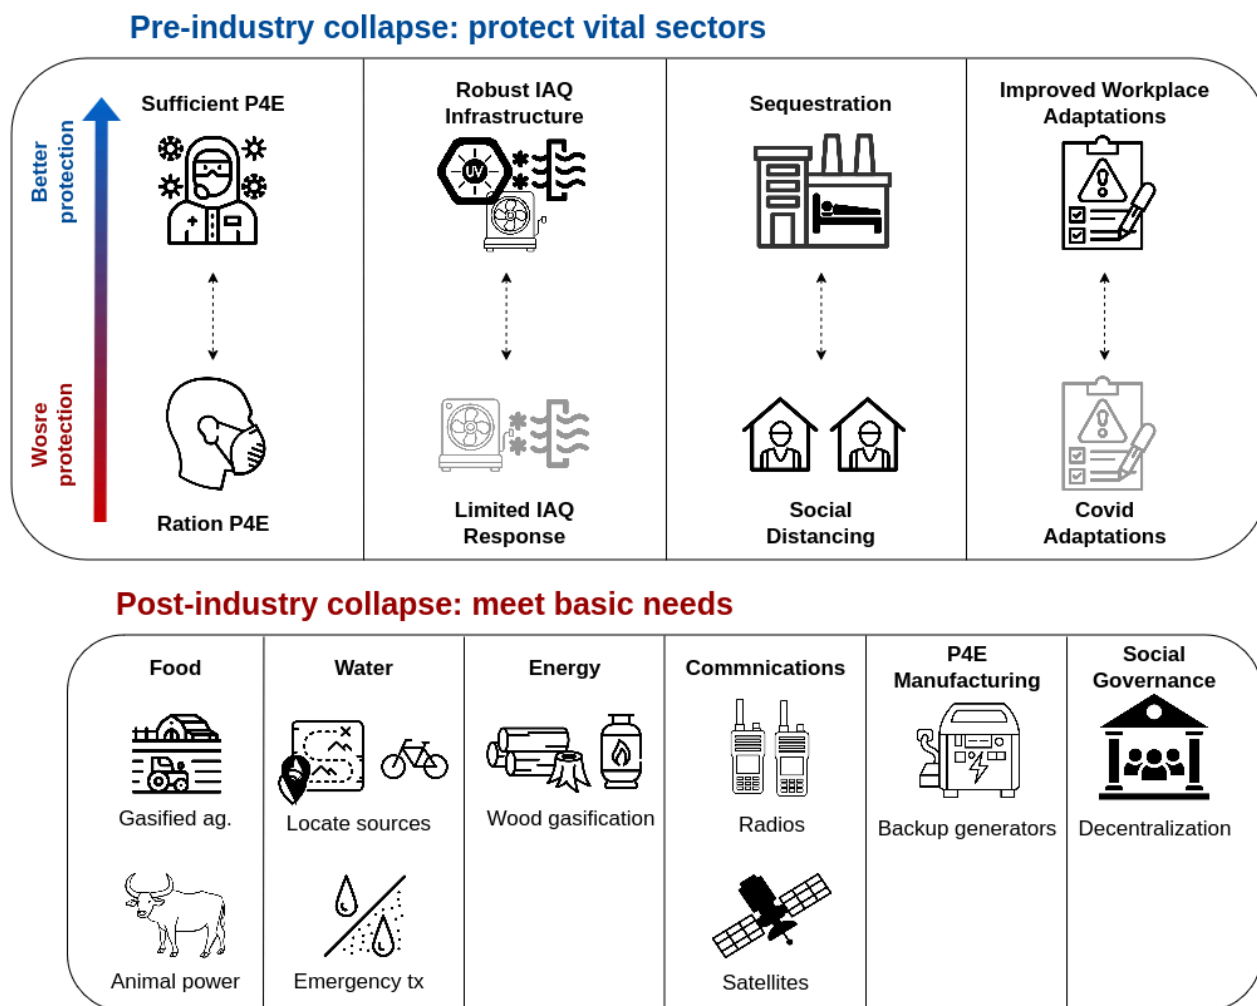 Pre-industry collapse: protect vital sectors
Better
protection
Wosre
protection
Sufficient P4E
Ration P4E
Robust IAQ
Infrastructure
UV
Limited IAQ
Response
Sequestration
Social
Distancing
Improved Workplace
Adaptations
Covid
Adaptations
Post-industry collapse: meet basic needs
Food
Gasified ag.
Animal power
Water
Locate sources
Emergency tx
Energy
Wood gasification
Commnications
Radios
Satellites
P4E
Manufacturing
Backup generators
Social
Governance
Decentralization